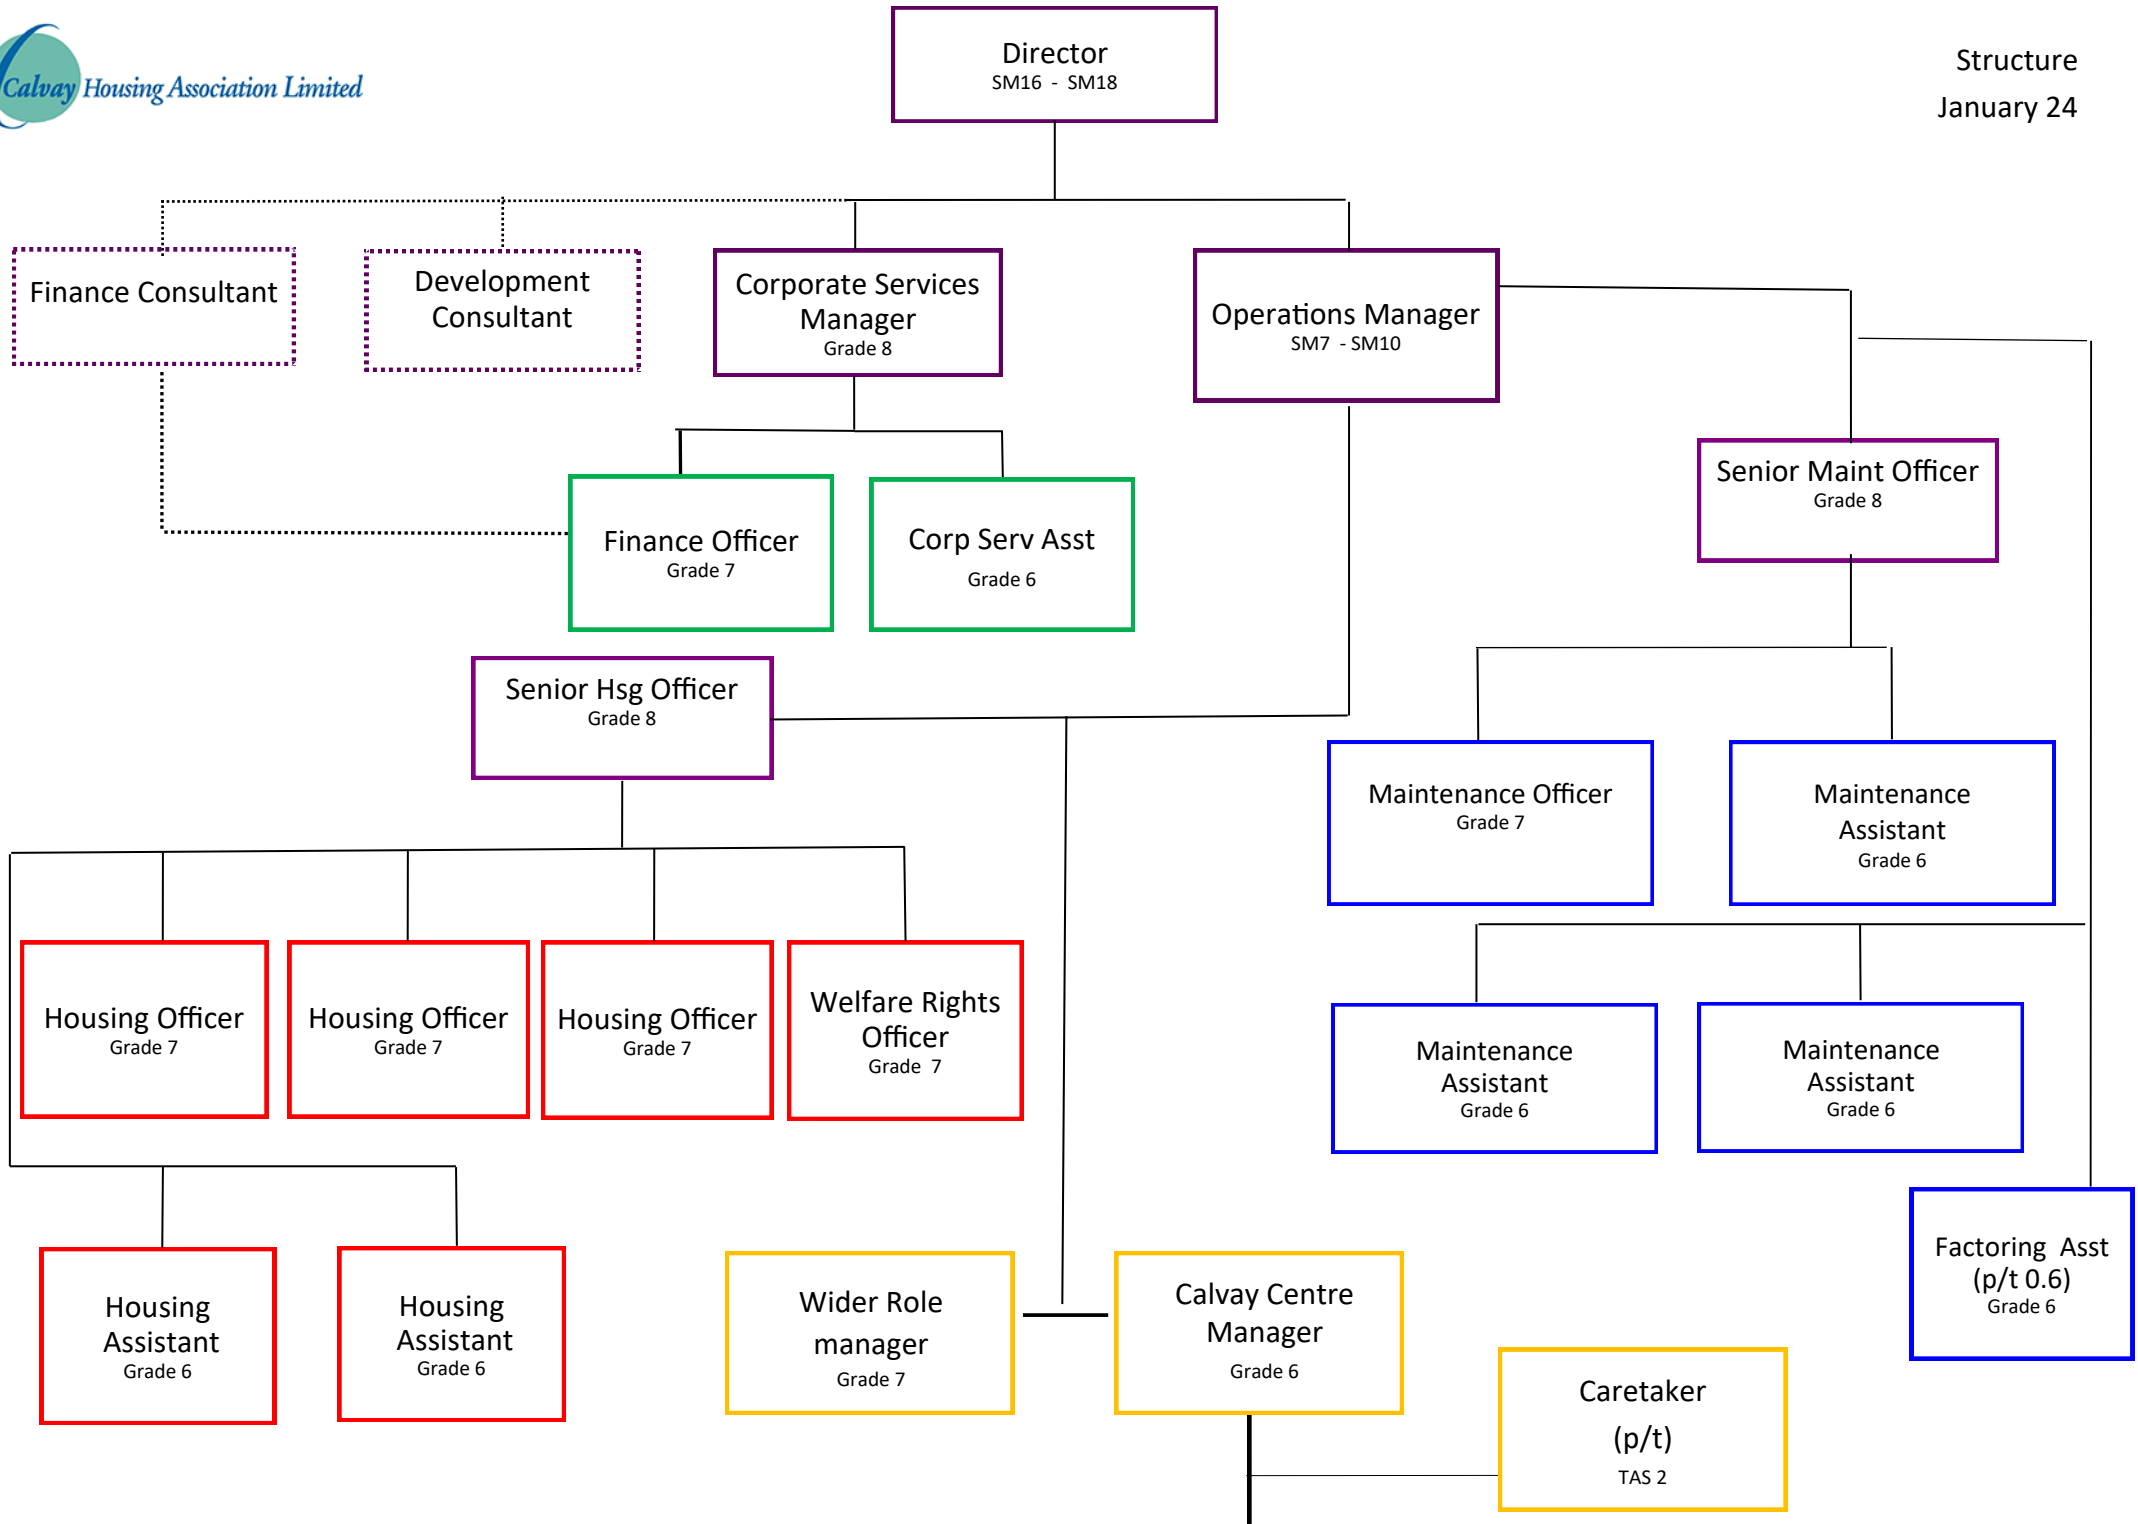 Calvay Housing Association Limited
Director
SM16 - SM18
Structure
January 24
Finance Consultant
Development
Consultant
Corporate Services
Manager
Grade 8
Operations Manager
SM7 - SM10
Senior Maint Officer
Grade 8
Finance Officer
Grade 7
Corp Serv Asst
Grade 6
Senior Hsg Officer
Grade 8
Maintenance Officer
Grade 7
Maintenance
Assistant
Grade 6
Housing Officer
Grade 7
Housing Officer
Grade 7
Housing Officer
Grade 7
Welfare Rights
Officer
Grade 7
Maintenance
Assistant
Grade 6
Maintenance
Assistant
Grade 6
Factoring Asst
(p/t 0.6)
Grade 6
Housing
Assistant
Grade 6
Housing
Assistant
Grade 6
Wider Role
manager
Grade 7
Calvay Centre
Manager
Grade 6
Caretaker
(p/t)
TAS 2